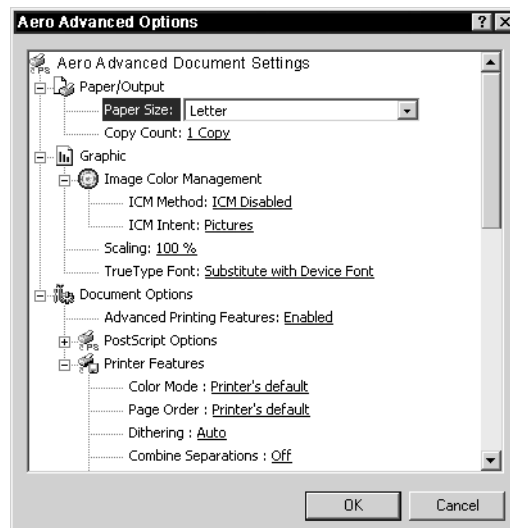 Aero Advanced Options
Aero Advanced Document Settings
Paper/Output
Paper Size: Letter
Copy Count: 1 Copy
Graphic
Image Color Management
ICM Method: ICM Disabled
ICM Intent: Pictures
Scaling: 100 %
TrueType Font: Substitute with Device Font
Document Options
Advanced Printing Features: Enabled
PostScript Options
Printer Features
Color Mode : Printer's default
Page Order : Printer's default
Dithering : Auto
Combine Separations : Off
OK Cancel